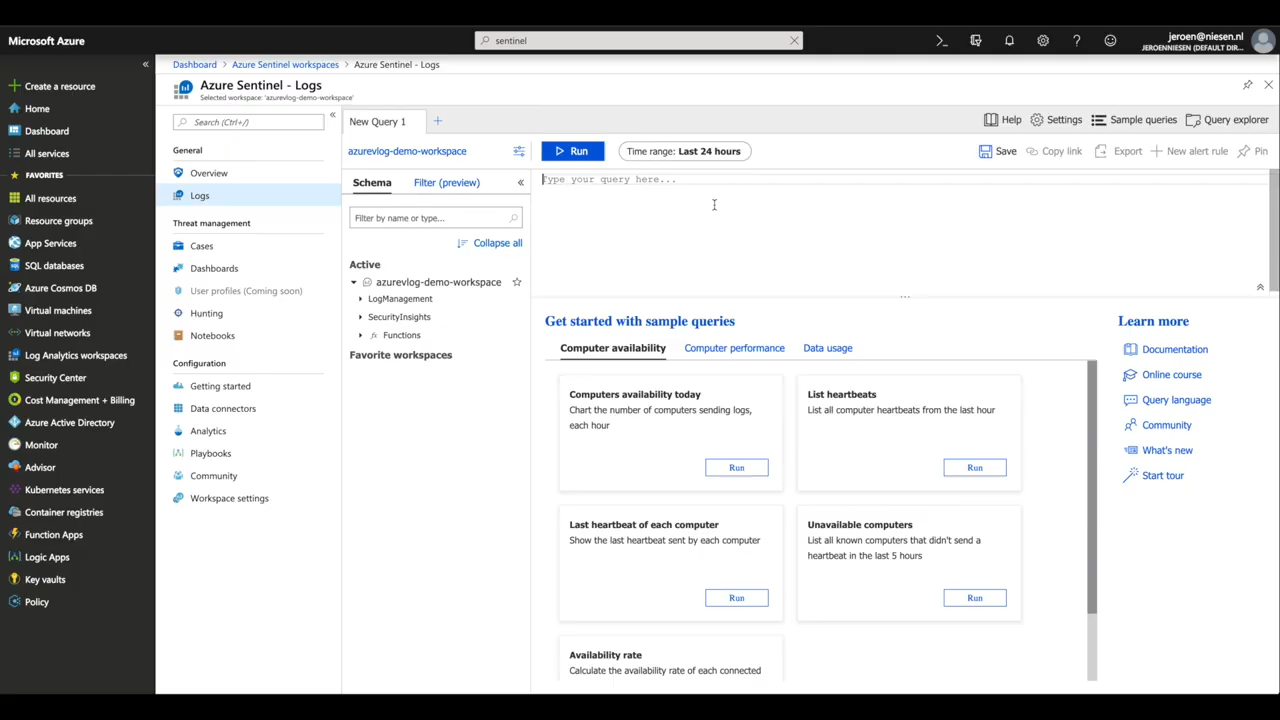 Microsoft Azure
sentinel
jeroen@niesen.nl
JEROENNIESEN (DEFAULT DIR...
Create a resource
Home
Dashboard
All services
FAVORITES
All resources
Resource groups
App Services
SQL databases
Azure Cosmos DB
Virtual machines
Virtual networks
Log Analytics workspaces
Security Center
Cost Management + Billing
Azure Active Directory
Monitor
Advisor
Kubernetes services
Container registries
Function Apps
Logic Apps
Key vaults
Policy
Dashboard > Azure Sentinel workspaces > Azure Sentinel - Logs
Azure Sentinel - Logs
Selected workspace: 'azurevlog-demo-workspace'
Search (Ctrl+/)
General
Overview
Logs
Threat management
Cases
Dashboards
User profiles (Coming soon)
Hunting
Notebooks
Configuration
Getting started
Data connectors
Analytics
Playbooks
Community
Workspace settings
New Query 1
Help Settings Sample queries Query explorer
azurevlog-demo-workspace
Run Time range: Last 24 hours
Save Copy link Export New alert rule Pin
Schema Filter (preview)
Filter by name or type...
Collapse all
Active
azurevlog-demo-workspace
LogManagement
SecurityInsights
fx Functions
Favorite workspaces
Type your query here...
Get started with sample queries
Computer availability Computer performance Data usage
Computers availability today
Chart the number of computers sending logs,
each hour
Run
List heartbeats
List all computer heartbeats from the last hour
Run
Last heartbeat of each computer
Show the last heartbeat sent by each computer
Run
Unavailable computers
List all known computers that didn't send a
heartbeat in the last 5 hours
Run
Availability rate
Calculate the availability rate of each connected
Learn more
Documentation
Online course
Query language
Community
What's new
Start tour